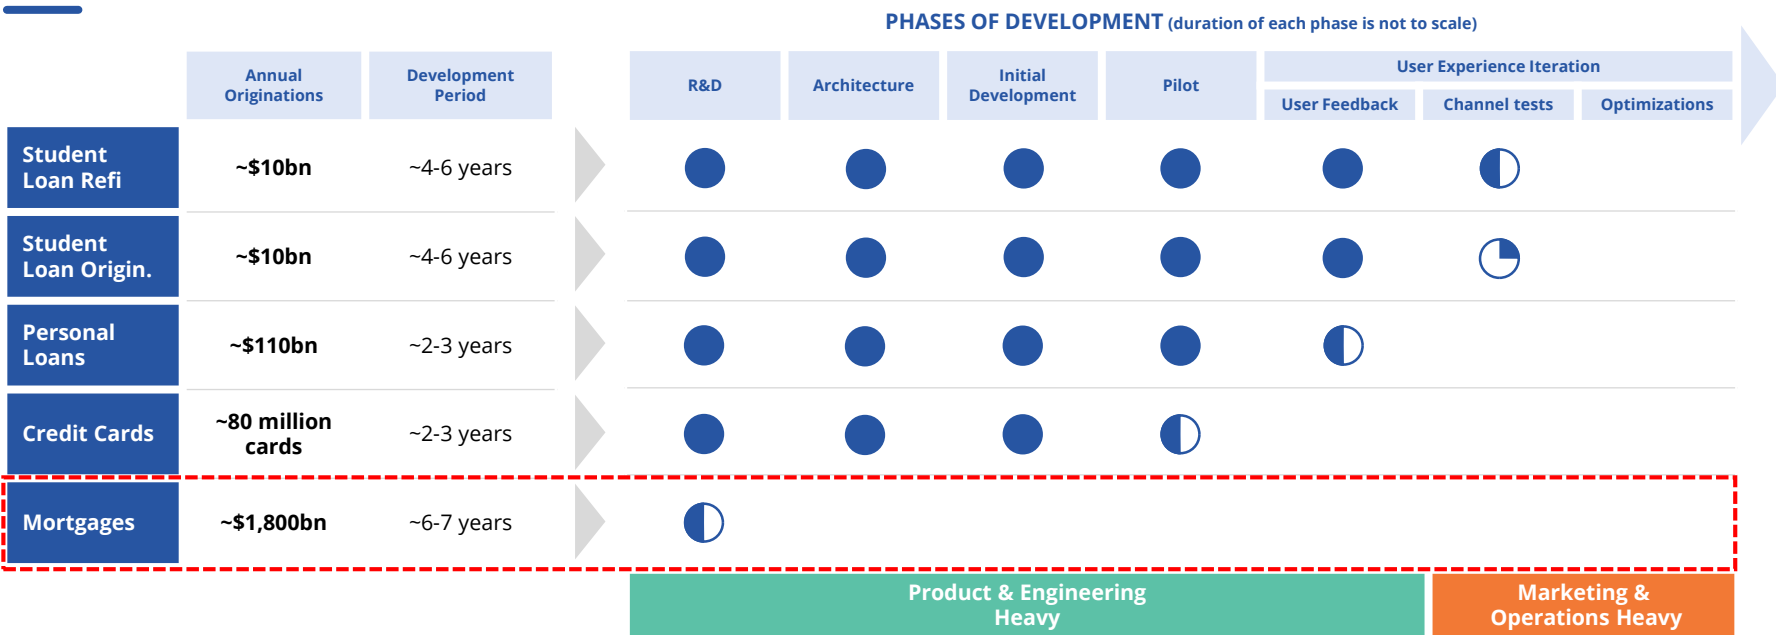 PHASES OF DEVELOPMENT (duration of each phase is not to scale)
Annual
Originations
Development
Period
R&D
Architecture
Initial
Development
Pilot
User Experience Iteration
User Feedback
Channel tests
Optimizations
Student
Loan Refi
~$10bn
~4-6 years
Student
Loan Origin.
~$10bn
~4-6 years
Personal
Loans
~$110bn
~2-3 years
Credit Cards
~80 million
cards
~2-3 years
Mortgages
~$1,800bn
~6-7 years
Product & Engineering
Heavy
Marketing &
Operations Heavy